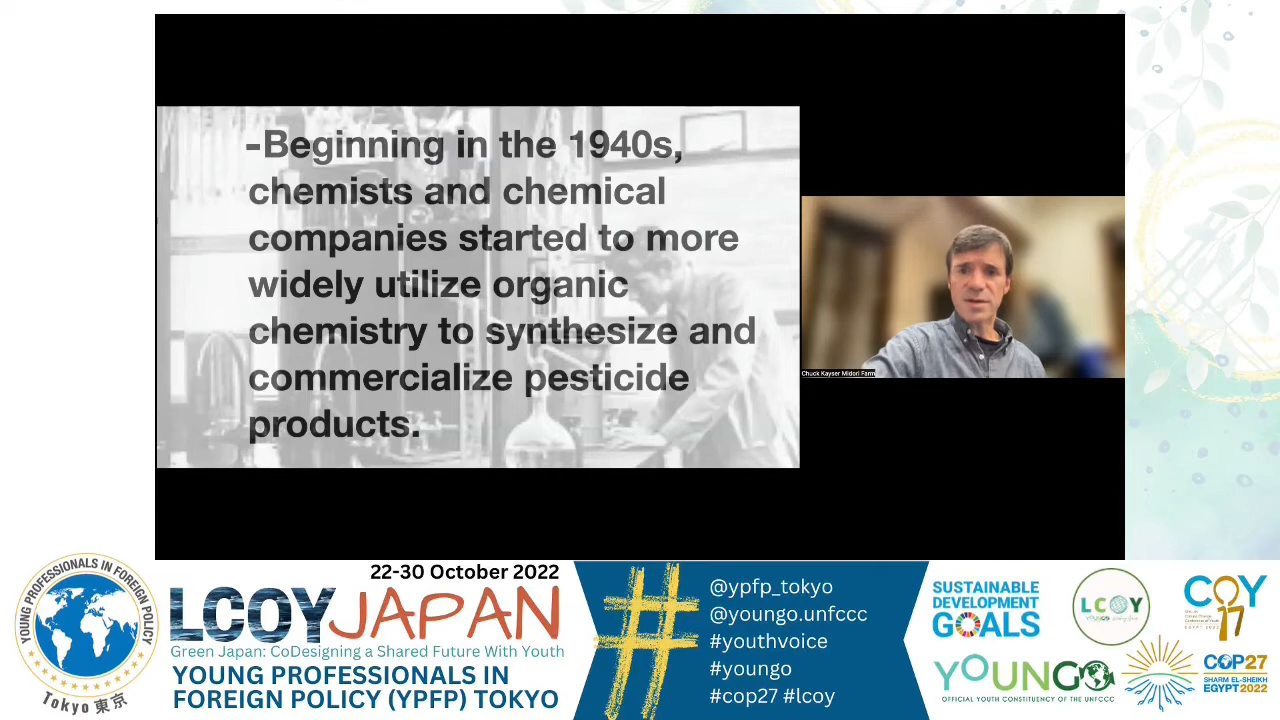 -Beginning in the 1940s,
chemists and chemical
companies started to more
widely utilize organic
chemistry to synthesize and
commercialize pesticide
products.
Chuck Kayser Midori Farm
YOUNG PROFESSIONALS IN FOREIGN POLICY
Tokyo 東京
22-30 October 2022
LCOY JAPAN
Green Japan: CoDesigning a Shared Future With Youth
YOUNG PROFESSIONALS IN
FOREIGN POLICY (YPFP) TOKYO
#
@ypfp_tokyo
@youngo.unfccc
#youthvoice
#youngo
#cop27 #lcoy
SUSTAINABLE
DEVELOPMENT
GOALS
LCOY
COY
17
YOUNGO
OFFICIAL YOUTH CONSTITUENCY OF THE UNFCCC
COP27
SHARM EL-SHEIKH
EGYPT2022